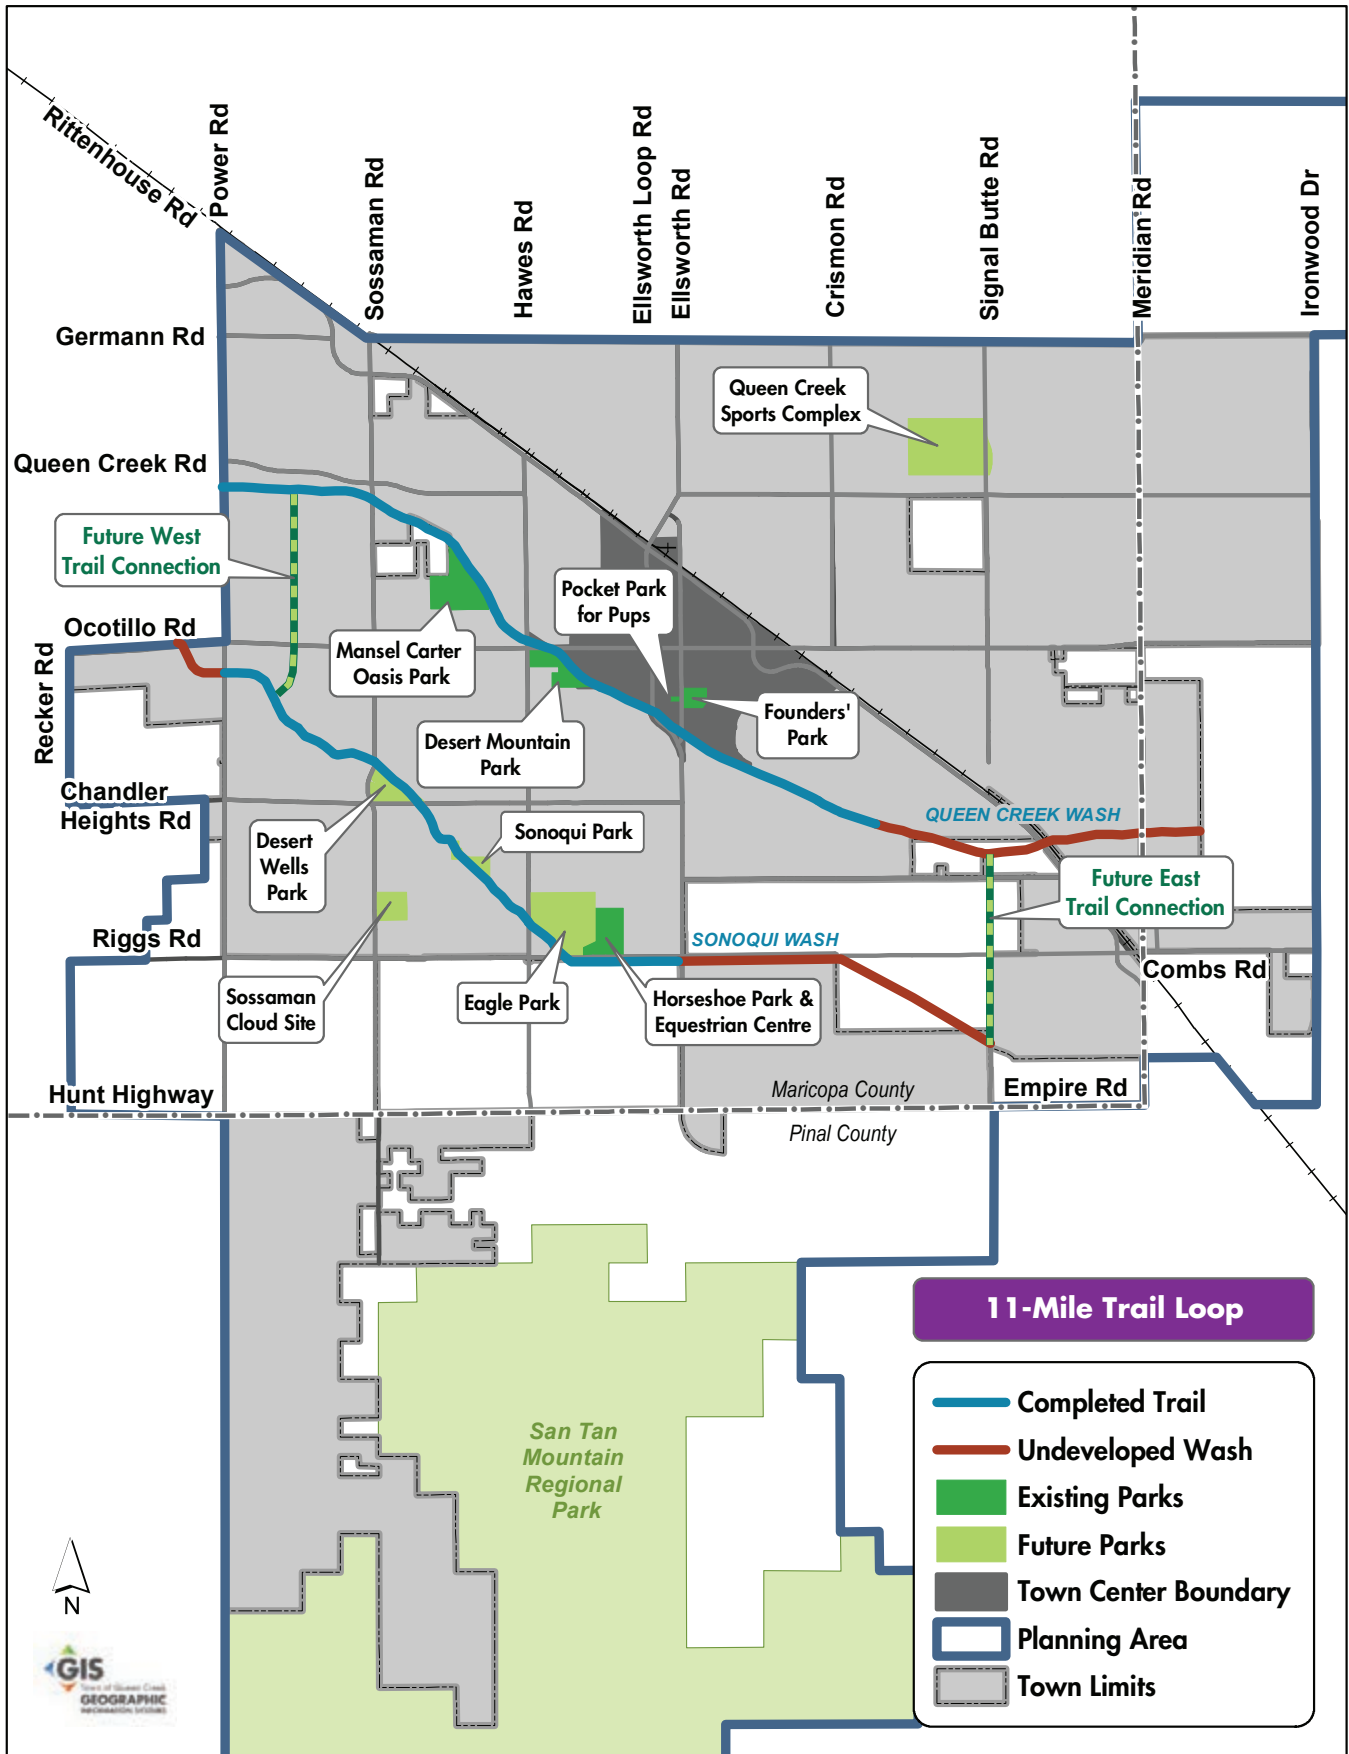 Rittenhouse Rd
Power Rd
Sossaman Rd
Hawes Rd
Ellsworth Loop Rd
Ellsworth Rd
Crismon Rd
Signal Butte Rd
Meridian Rd
Ironwood Dr
Germann Rd
Queen Creek
Sports Complex
Queen Creek Rd
Future West
Trail Connection
Pocket Park
for Pups
Ocotillo Rd
Mansel Carter
Oasis Park
Recker Rd
Founders'
Park
Desert Mountain
Park
Chandler
Heights Rd
QUEEN CREEK WASH
Sonoqui Park
Desert
Wells
Park
Future East
Trail Connection
Riggs Rd
SONOQUI WASH
Combs Rd
Sossaman
Cloud Site
Eagle Park
Horseshoe Park &
Equestrian Centre
Hunt Highway
Maricopa County
Empire Rd
Pinal County
11-Mile Trail Loop
Completed Trail
Undeveloped Wash
Existing Parks
Future Parks
Town Center Boundary
Planning Area
Town Limits
San Tan
Mountain
Regional
Park
N
GIS
Town of Queen Creek
GEOGRAPHIC
INFORMATION SYSTEMS